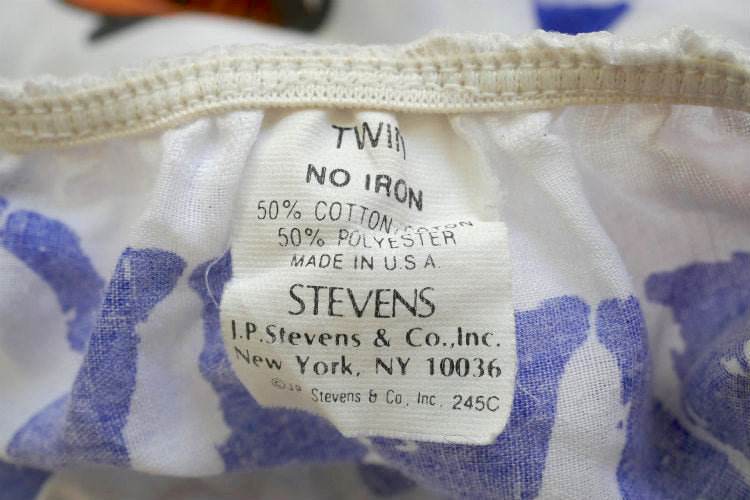 TWIN
NO IRON
50% COTTON,
50% POLYESTER
MADE IN U.S.A.
STEVENS
J.P.Stevens & Co.,Inc.
New York, NY 10036
©J.P. Stevens & Co., Inc. 245C